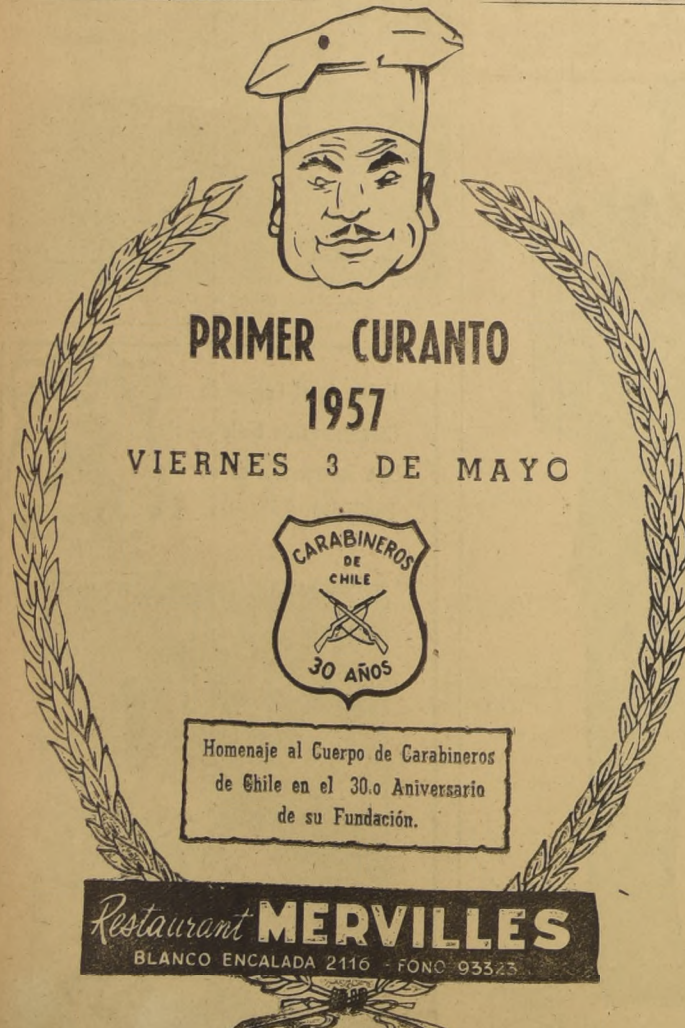 PRIMER CURANTO
1957
VIERNES 3 DE MAYO
CARABINEROS
DE
CHILE
30 AÑOS
Homenaje al Cuerpo de Carabineros
de Chile en el 30.o Aniversario
de su Fundación.
Restaurant MERVILLES
BLANCO ENCALADA 2116 - FONO 93323